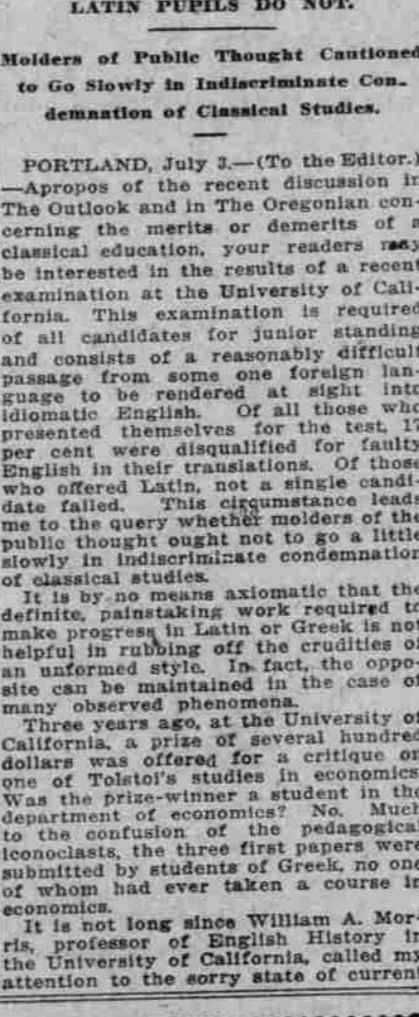 LATIN PUPILS DO NOT.
Molders of Public Thought Cautioned
to Go Slowly in Indiscriminate Con-
demnation of Classical Studies.
PORTLAND, July 3.—(To the Editor.)
—Apropos of the recent discussion in
The Outlook and in The Oregonian con-
cerning the merits or demerits of a
classical education, your readers may
be interested in the results of a recent
examination at the University of Cali-
fornia. This examination is required
of all candidates for junior standing
and consists of a reasonably difficult
passage from some one foreign lan-
guage to be rendered at sight into
idiomatic English. Of all those who
presented themselves for the test, 17
per cent were disqualified for faulty
English in their translations. Of those
who offered Latin, not a single candi-
date failed. This circumstance leads
me to the query whether molders of the
public thought ought not to go a little
slowly in indiscriminate condemnation
of classical studies.
It is by no means axiomatic that the
definite, painstaking work required to
make progress in Latin or Greek is not
helpful in rubbing off the crudities of
an unformed style. In fact, the oppo-
site can be maintained in the case of
many observed phenomena.
Three years ago, at the University of
California, a prize of several hundred
dollars was offered for a critique on
one of Tolstoi's studies in economics.
Was the prize-winner a student in the
department of economics? No. Much
to the confusion of the pedagogical
iconoclasts, the three first papers were
submitted by students of Greek, no one
of whom had ever taken a course in
economics.
It is not long since William A. Mor-
ris, professor of English History in
the University of California, called my
attention to the sorry state of current